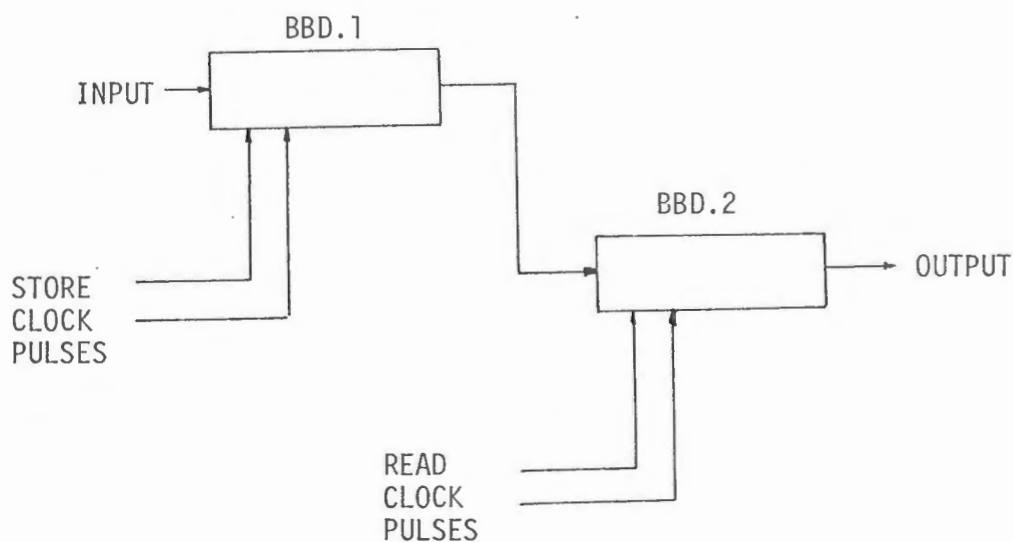 BBD.1
INPUT
BBD.2
OUTPUT
STORE
CLOCK
PULSES
READ
CLOCK
PULSES